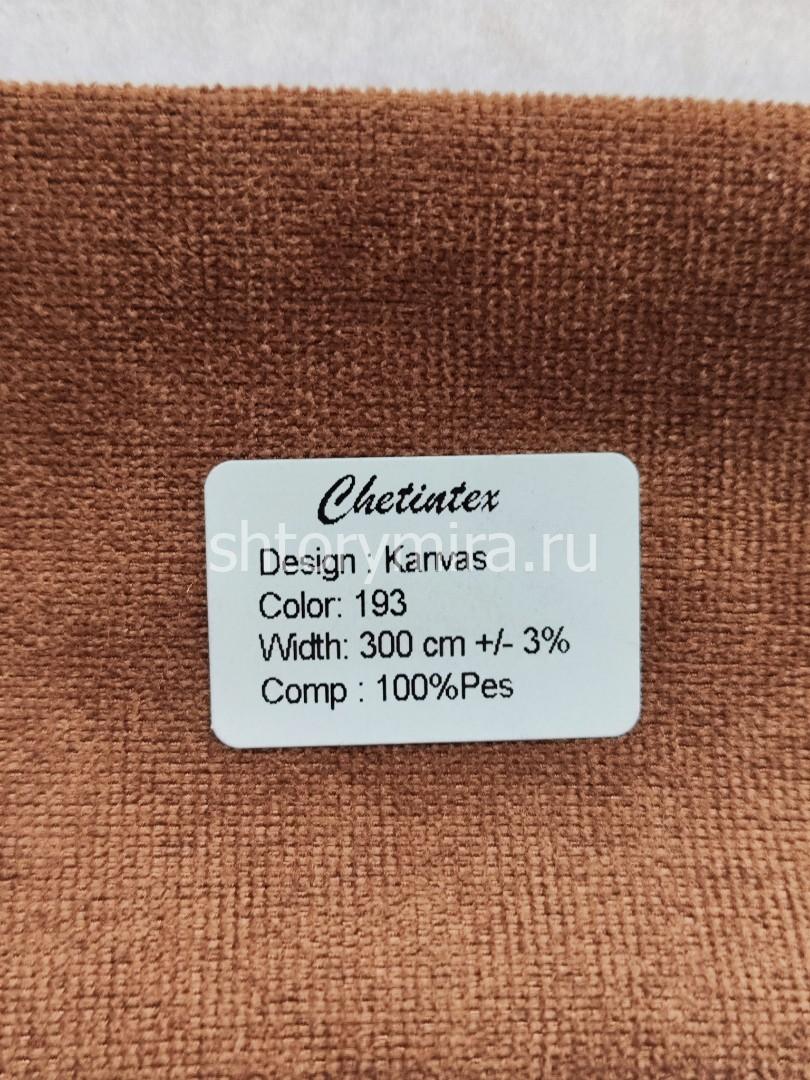 Chetintex
shtorymira.ru
Design : Kanvas
Color: 193
Width: 300 cm +/- 3%
Comp : 100%Pes